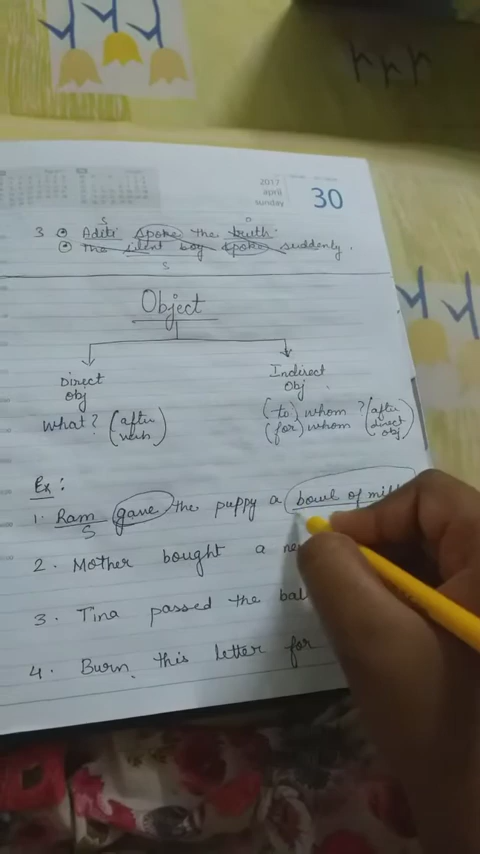 2017
april
sunday
30
S O
3 Aditi spoke the truth.
The silent boy spoke suddenly.
S
Object
Direct
Obj
what? (after
verb)
Indirect
Obj
(to) whom ? (after
(for) whom direct
obj)
Ex:
1. Ram gave the puppy a bowl of milk
S
2. Mother bought a
3. Tina passed the
4. Burn this letter for